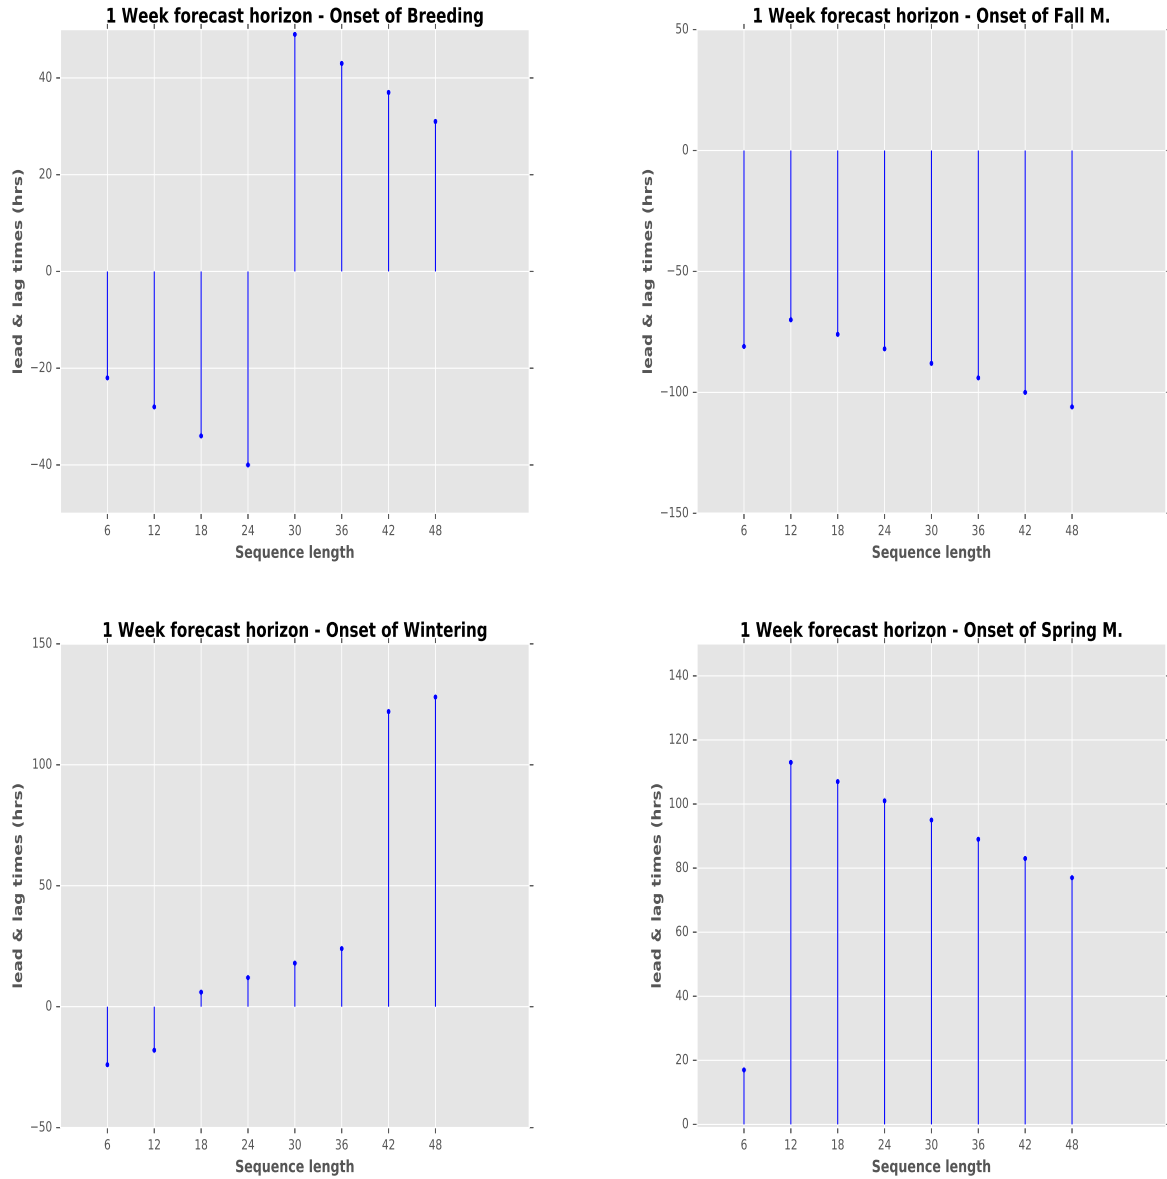 1 Week forecast horizon - Onset of Breeding
40
20
0
−20
−40
lead & lag times (hrs)
6 12 18 24 30 36 42 48
Sequence length
1 Week forecast horizon - Onset of Fall M.
50
0
−50
−100
−150
lead & lag times (hrs)
6 12 18 24 30 36 42 48
Sequence length
1 Week forecast horizon - Onset of Wintering
150
100
50
0
−50
lead & lag times (hrs)
6 12 18 24 30 36 42 48
Sequence length
1 Week forecast horizon - Onset of Spring M.
140
120
100
80
60
40
20
0
lead & lag times (hrs)
6 12 18 24 30 36 42 48
Sequence length